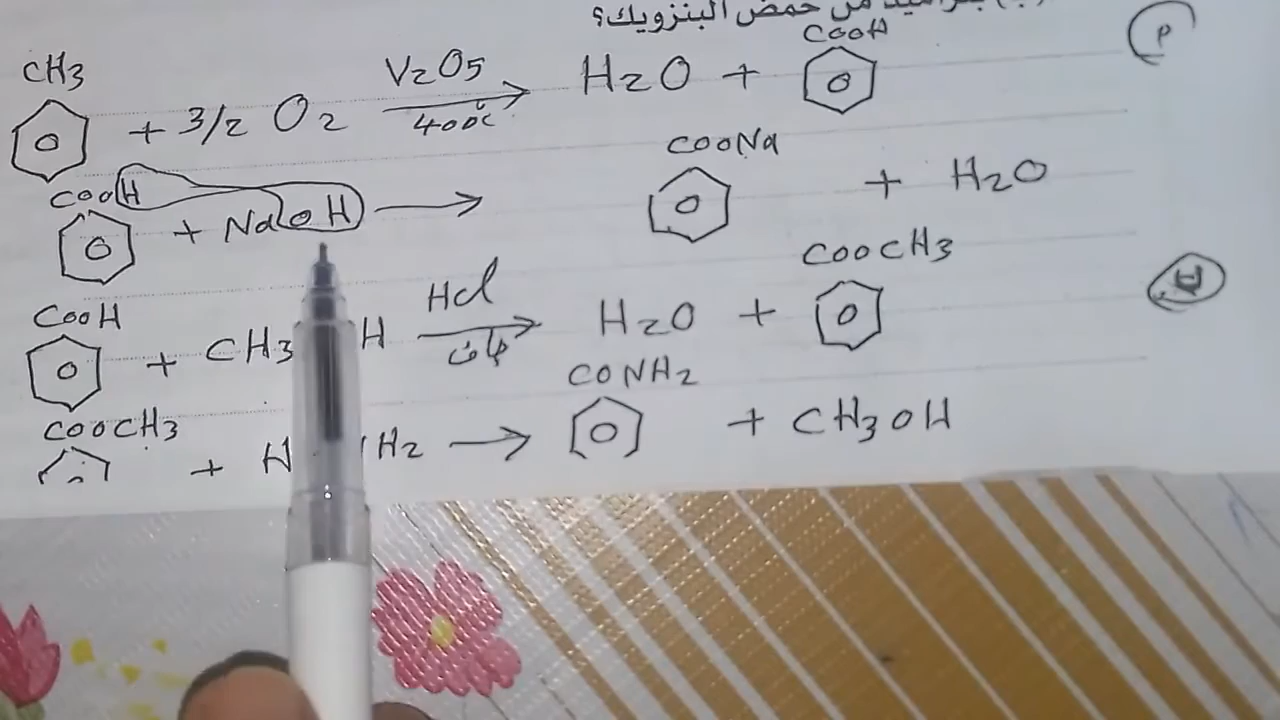 من حمض البنزويك؟
CH3 + 3/2 O2 V2O5 400°C H2O + COOH
COOH + NaOH → COONa + H2O
COOH + CH3 H HCl جاف H2O + COOCH3
COOCH3 + H H2 → CONH2 + CH3OH